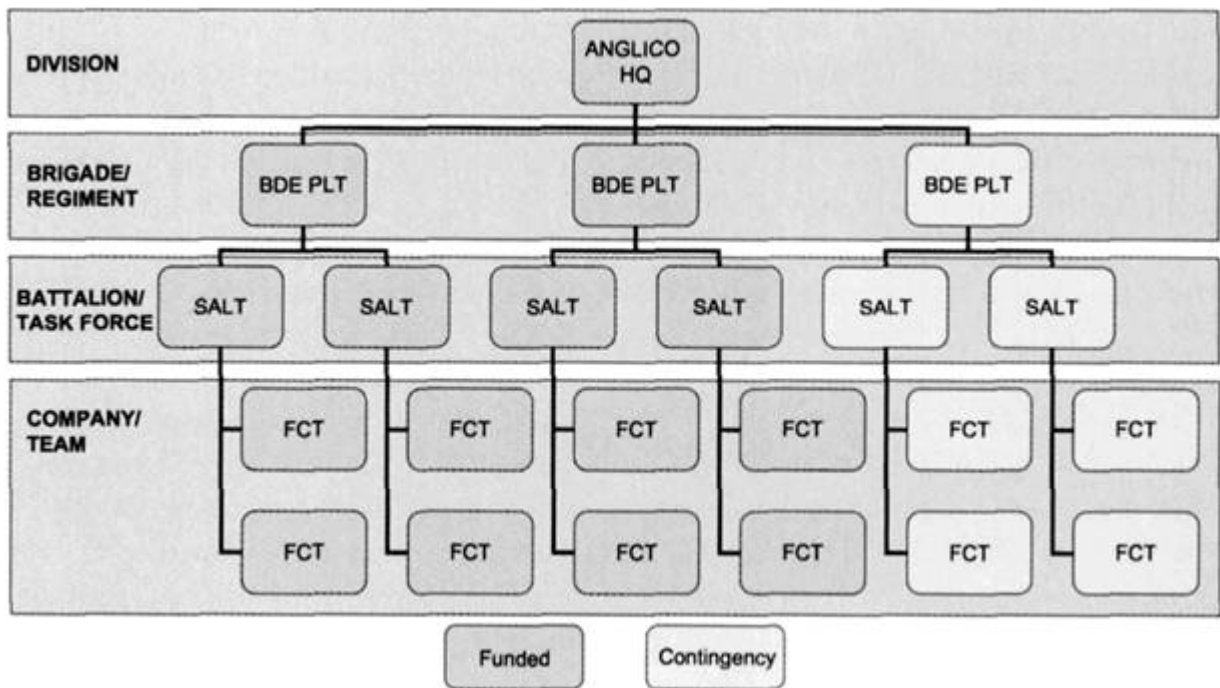 DIVISION
ANGLICO
HQ
BRIGADE/
REGIMENT
BDE PLT
BDE PLT
BDE PLT
BATTALION/
TASK FORCE
SALT
SALT
SALT
SALT
SALT
SALT
COMPANY/
TEAM
FCT
FCT
FCT
FCT
FCT
FCT
FCT
FCT
FCT
FCT
FCT
FCT
Funded
Contingency